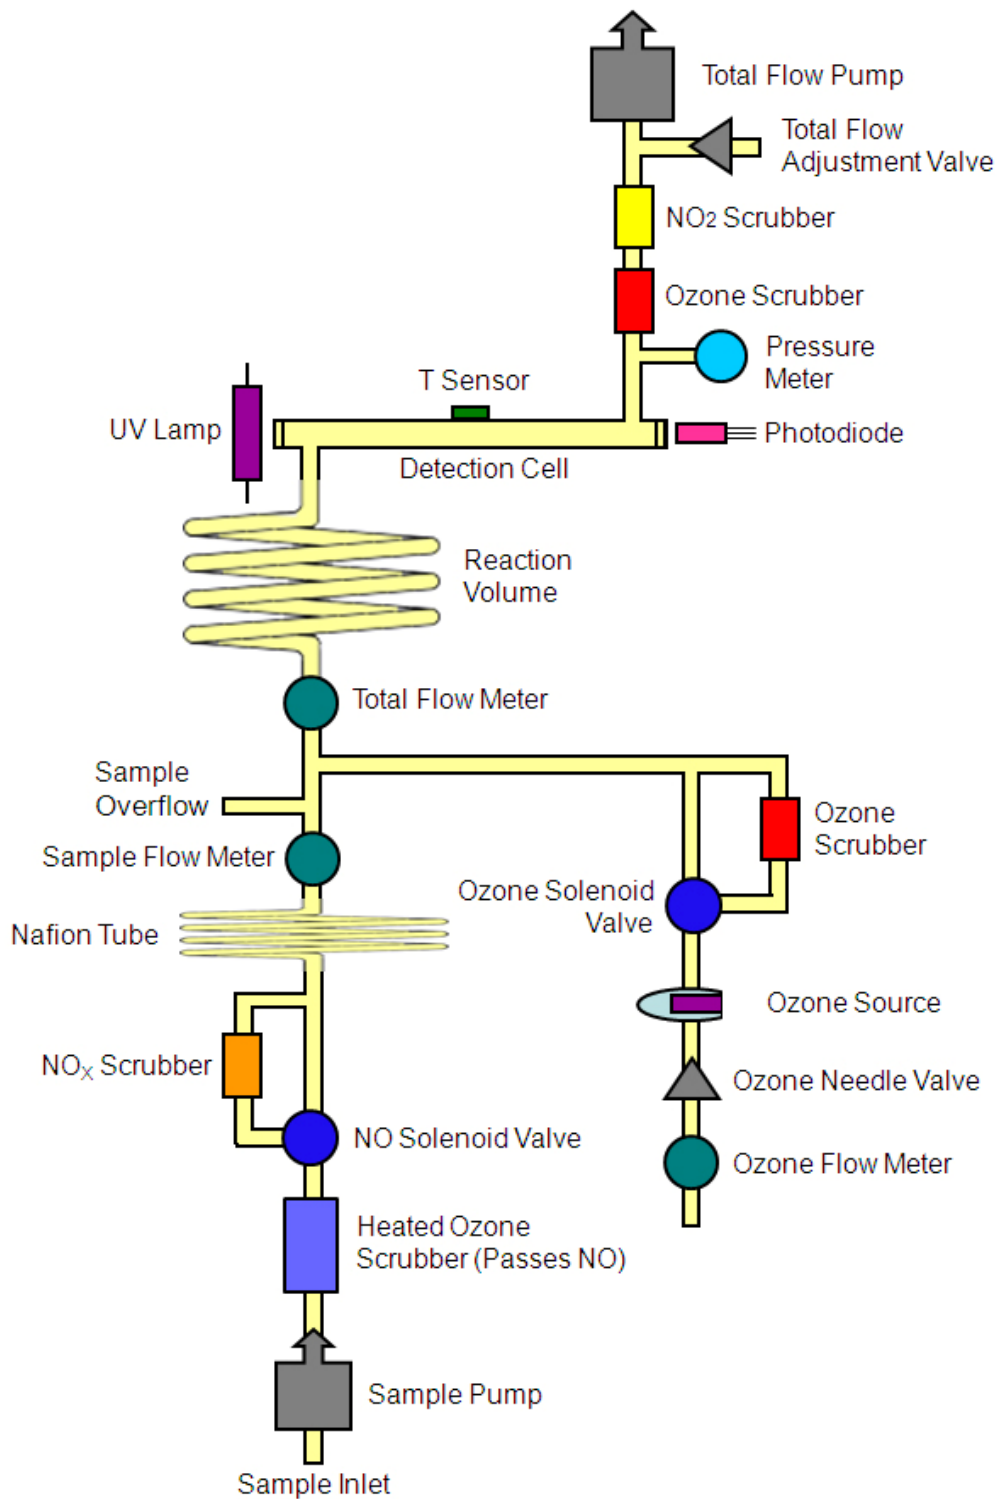 Total Flow Pump
Total Flow
Adjustment Valve
NO2 Scrubber
Ozone Scrubber
Pressure
Meter
T Sensor
UV Lamp
Photodiode
Detection Cell
Reaction
Volume
Total Flow Meter
Sample
Overflow
Ozone
Scrubber
Sample Flow Meter
Ozone Solenoid
Valve
Nafion Tube
Ozone Source
NOX Scrubber
Ozone Needle Valve
NO Solenoid Valve
Ozone Flow Meter
Heated Ozone
Scrubber (Passes NO)
Sample Pump
Sample Inlet